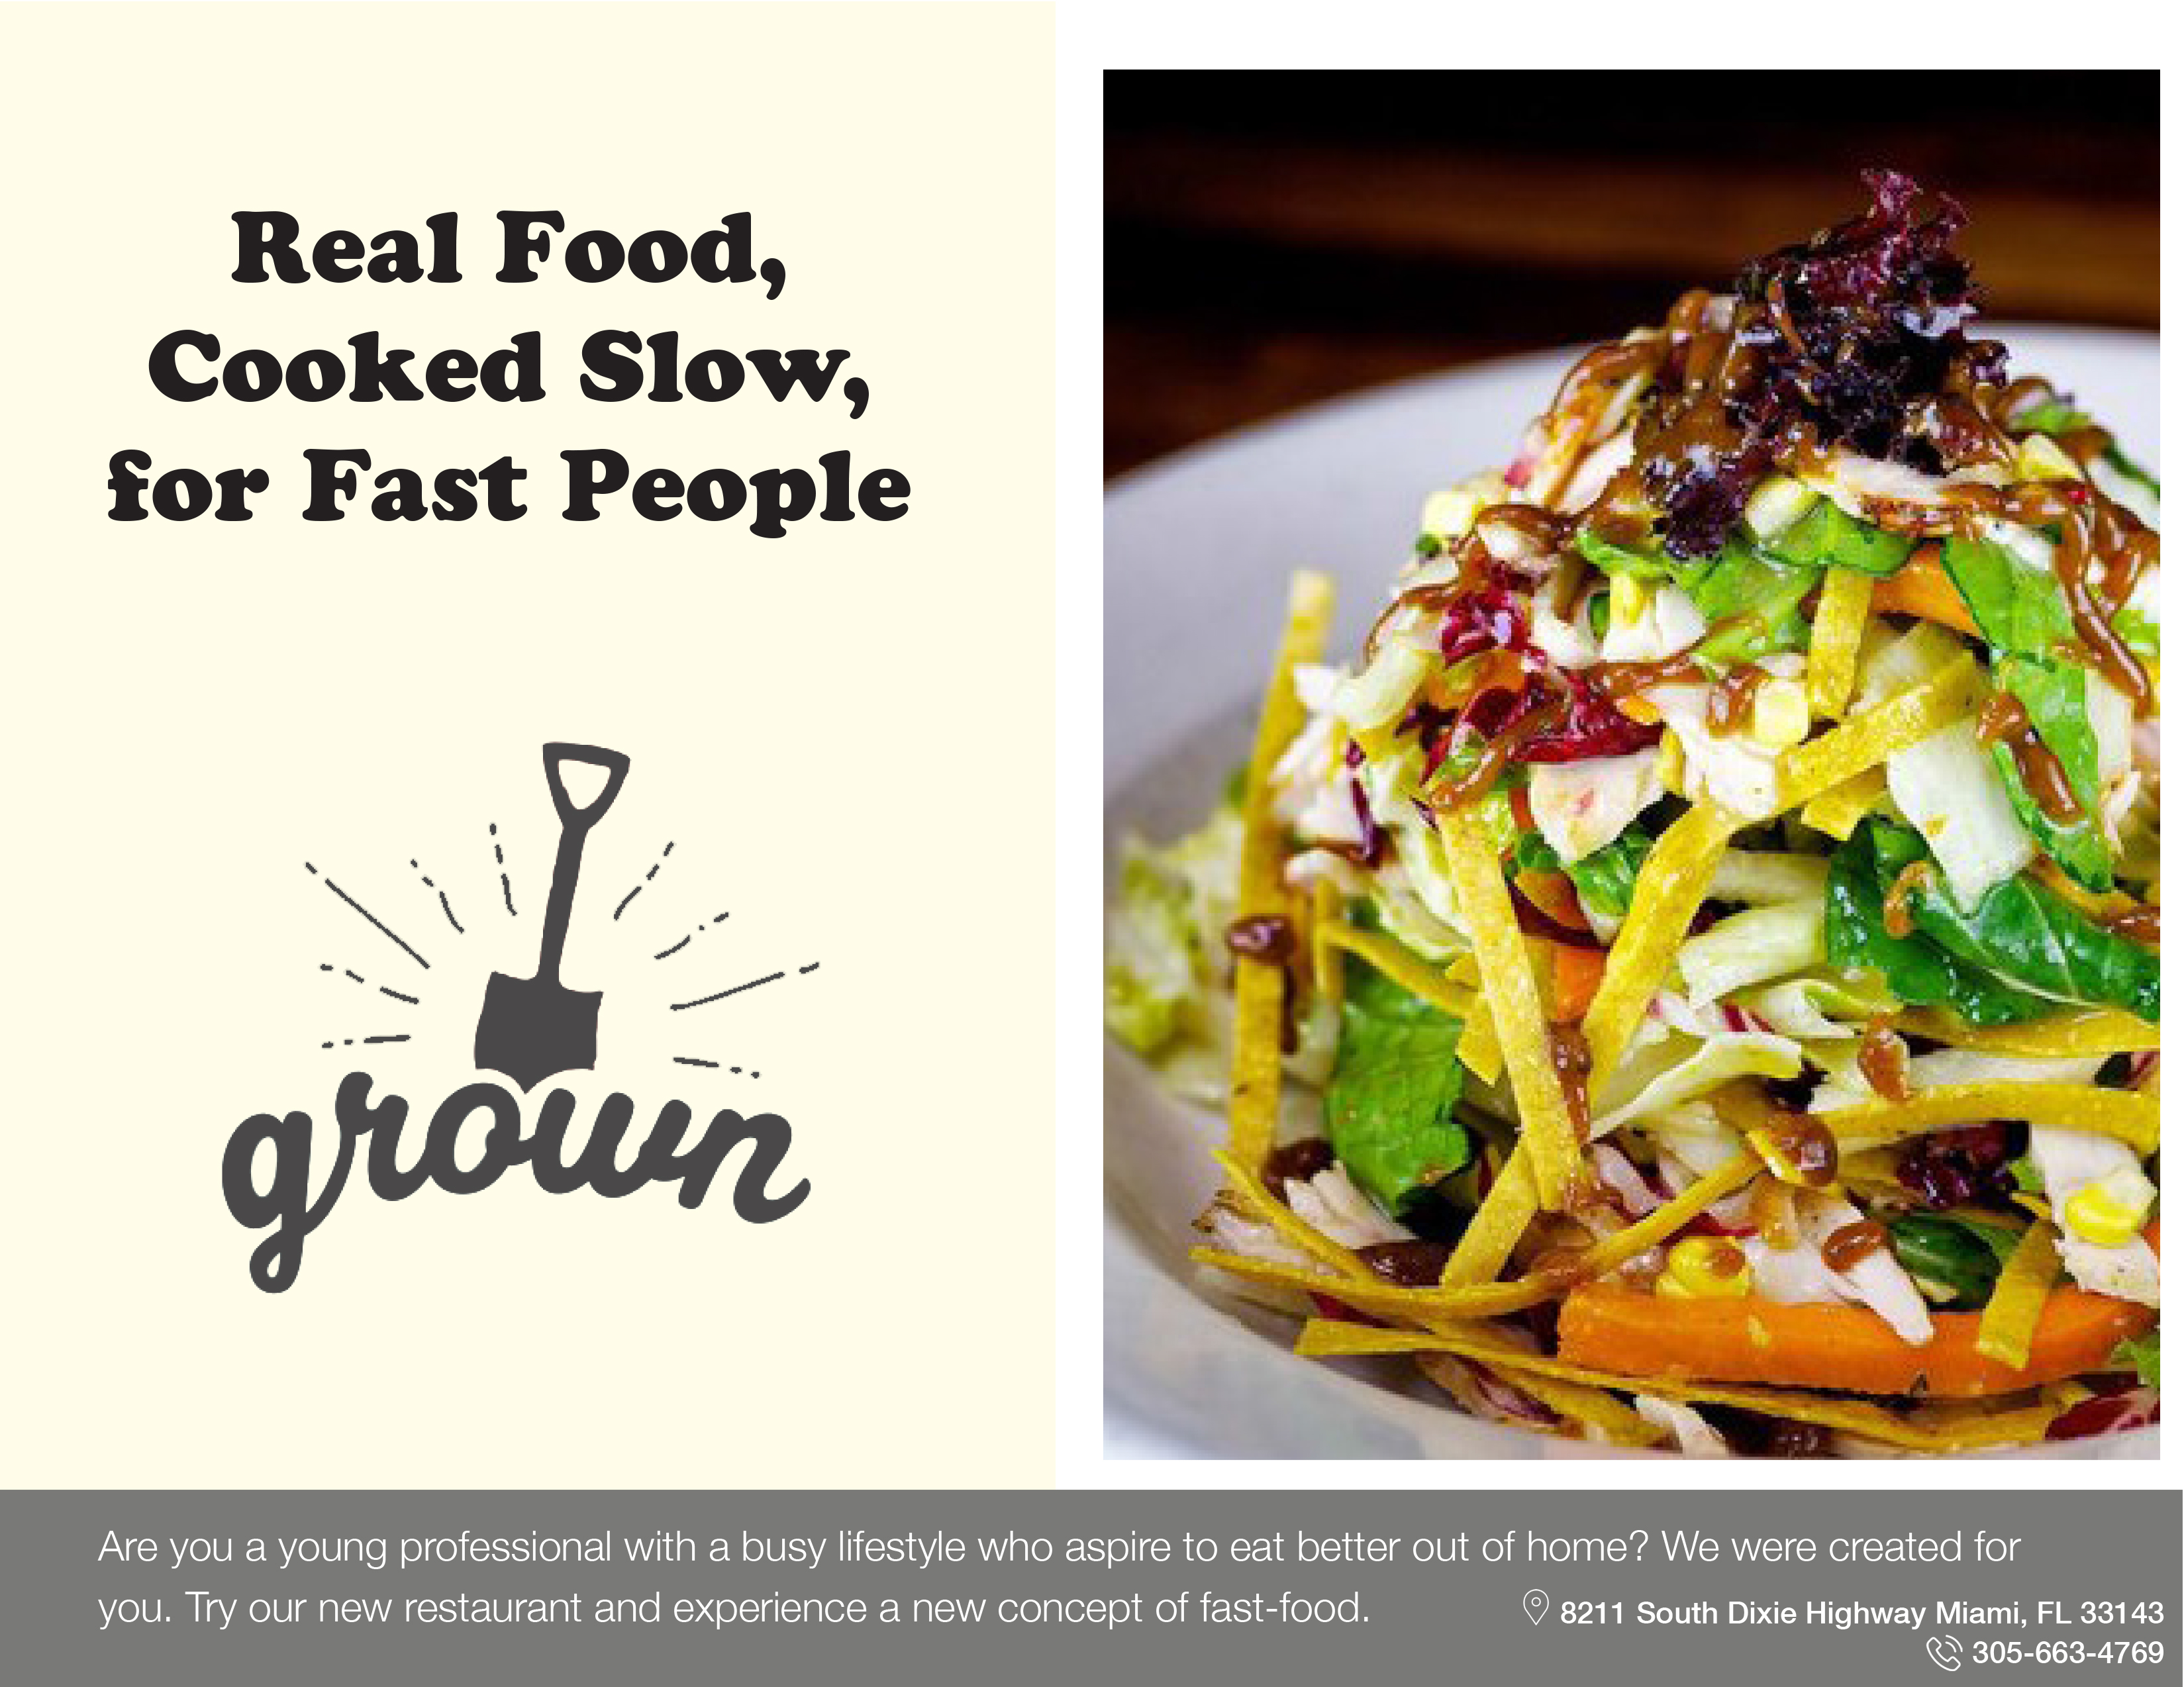 Real Food,
Cooked Slow,
for Fast People
grown
Are you a young professional with a busy lifestyle who aspire to eat better out of home? We were created for
you. Try our new restaurant and experience a new concept of fast-food.
8211 South Dixie Highway Miami, FL 33143
305-663-4769